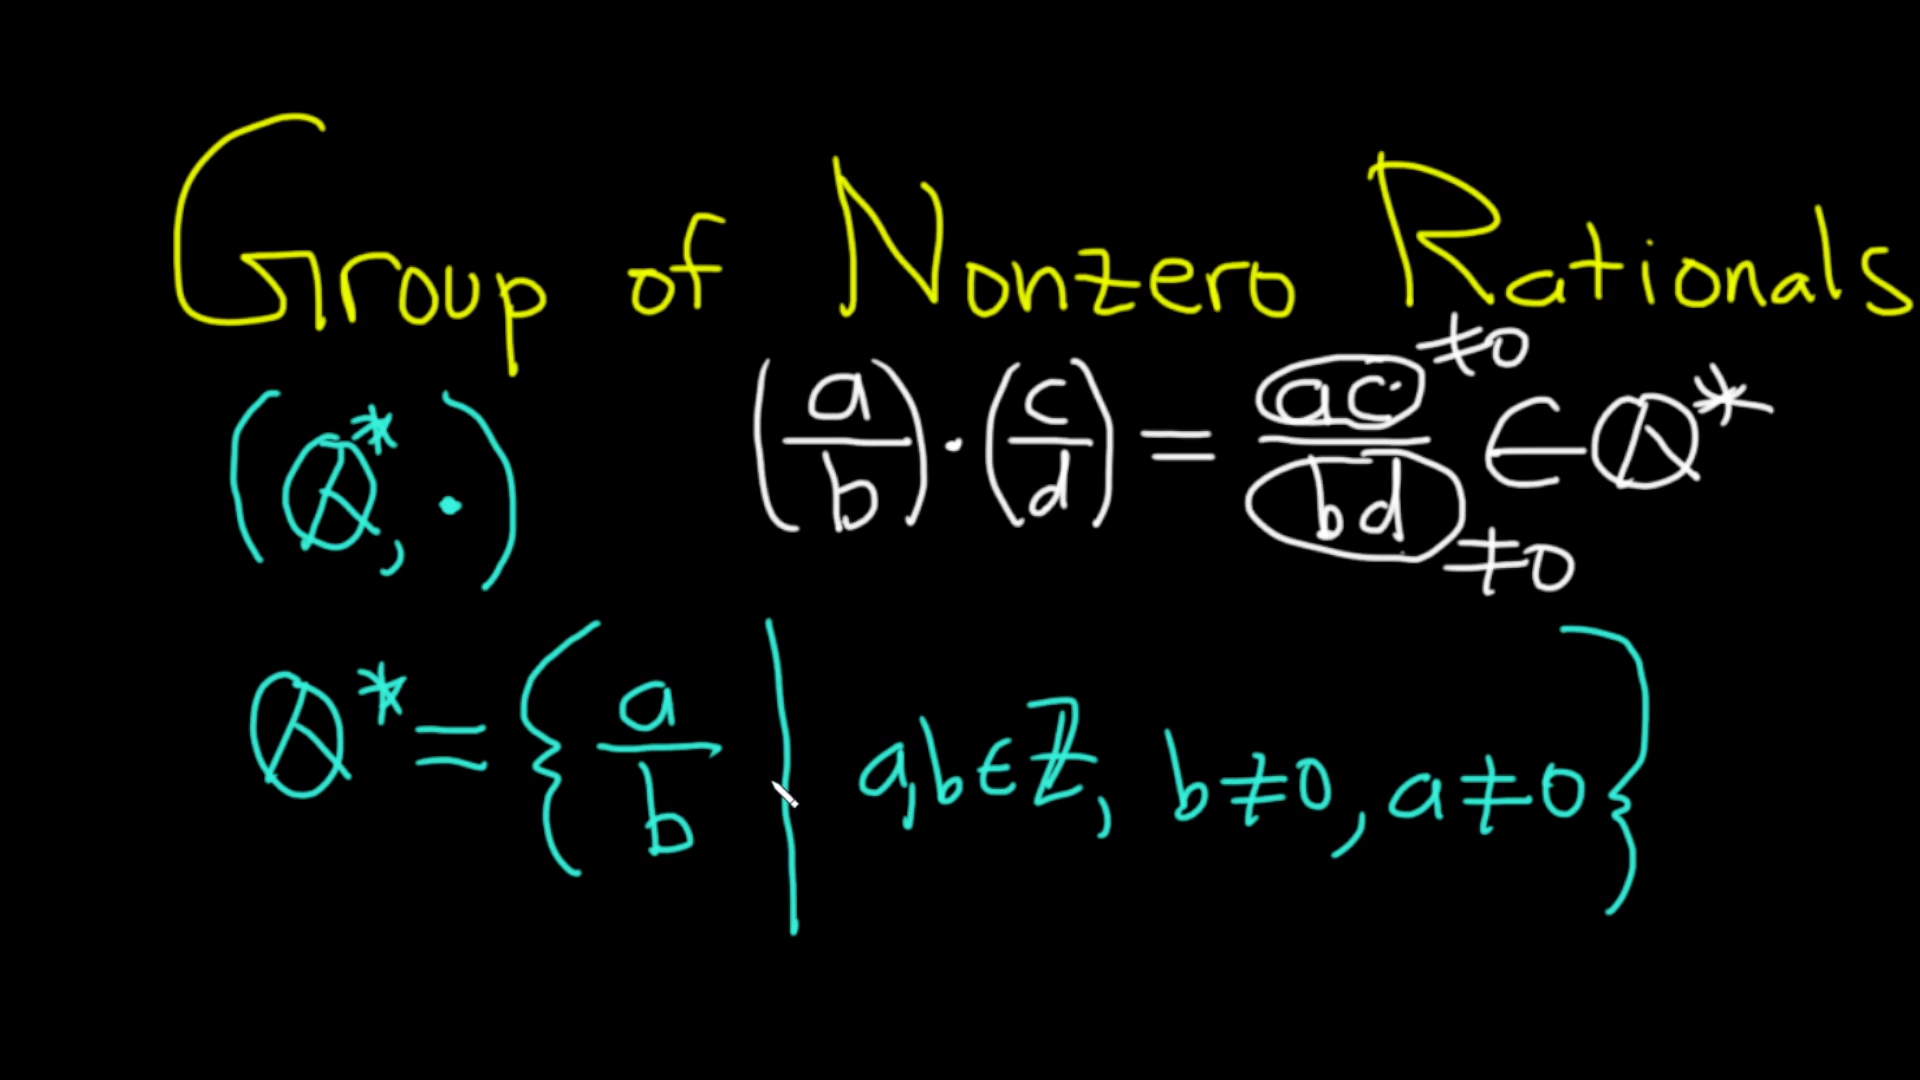 Group of Nonzero Rationals
(ℚ*, ·) (a/b) · (c/d) = ac/bd ∈ ℚ* ≠0 ≠0
ℚ* = { a/b | a,b ∈ ℤ, b≠0, a≠0 }